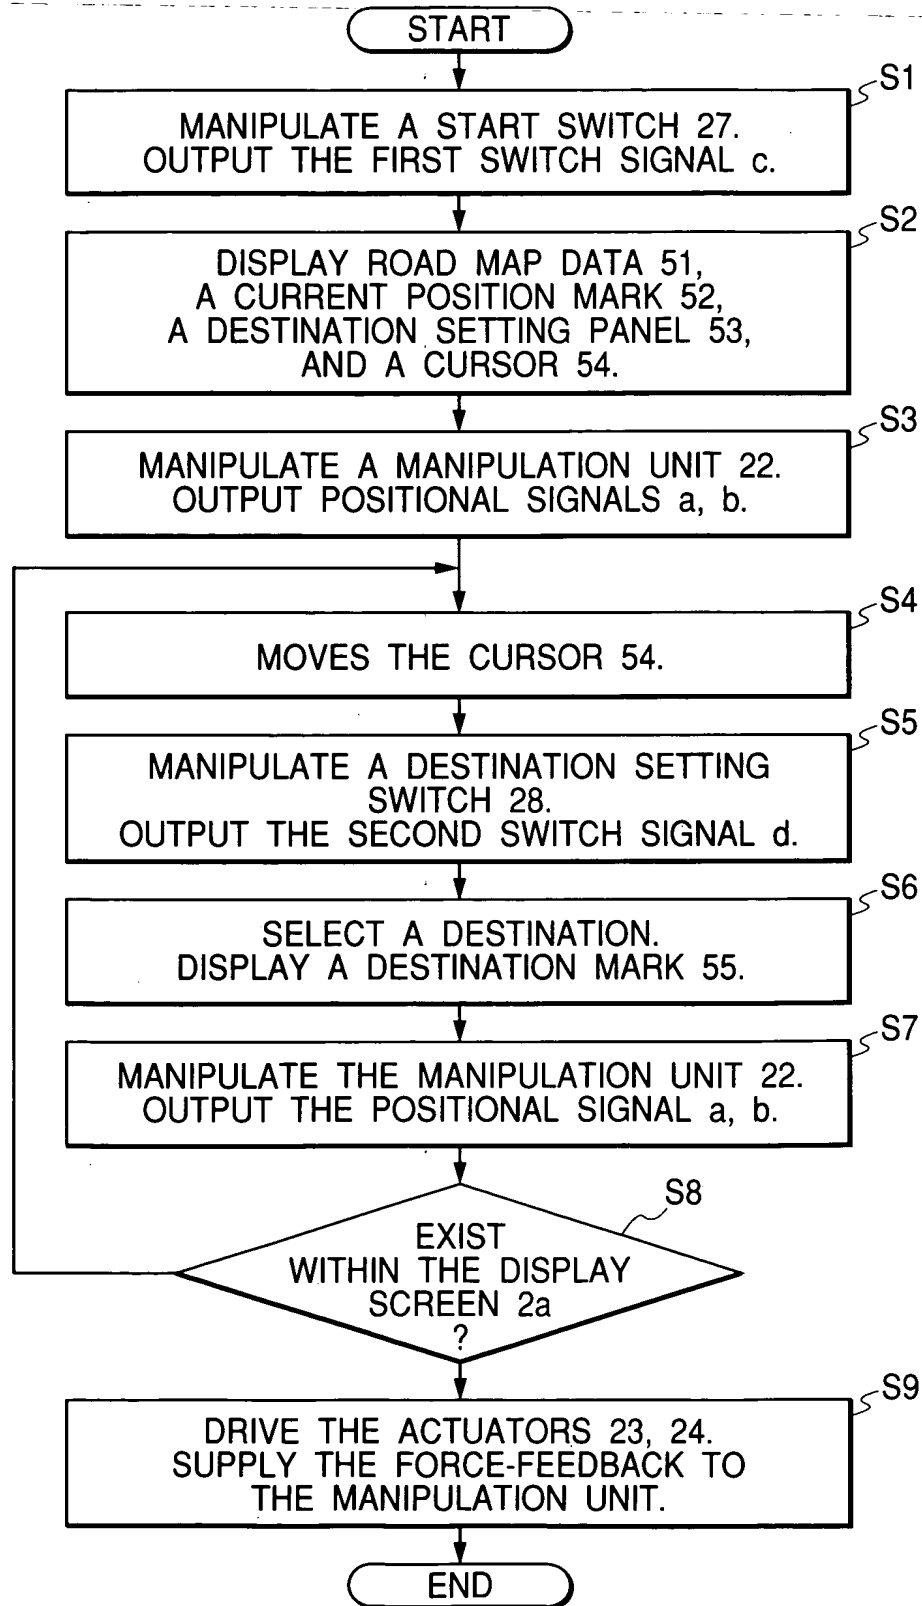 START
S1
MANIPULATE A START SWITCH 27.
OUTPUT THE FIRST SWITCH SIGNAL c.
S2
DISPLAY ROAD MAP DATA 51,
A CURRENT POSITION MARK 52,
A DESTINATION SETTING PANEL 53,
AND A CURSOR 54.
S3
MANIPULATE A MANIPULATION UNIT 22.
OUTPUT POSITIONAL SIGNALS a, b.
S4
MOVES THE CURSOR 54.
S5
MANIPULATE A DESTINATION SETTING
SWITCH 28.
OUTPUT THE SECOND SWITCH SIGNAL d.
S6
SELECT A DESTINATION.
DISPLAY A DESTINATION MARK 55.
S7
MANIPULATE THE MANIPULATION UNIT 22.
OUTPUT THE POSITIONAL SIGNAL a, b.
S8
EXIST
WITHIN THE DISPLAY
SCREEN 2a
?
S9
DRIVE THE ACTUATORS 23, 24.
SUPPLY THE FORCE-FEEDBACK TO
THE MANIPULATION UNIT.
END